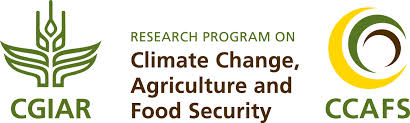 CGIAR
RESEARCH PROGRAM ON
Climate Change,
Agriculture and
Food Security
CCAFS